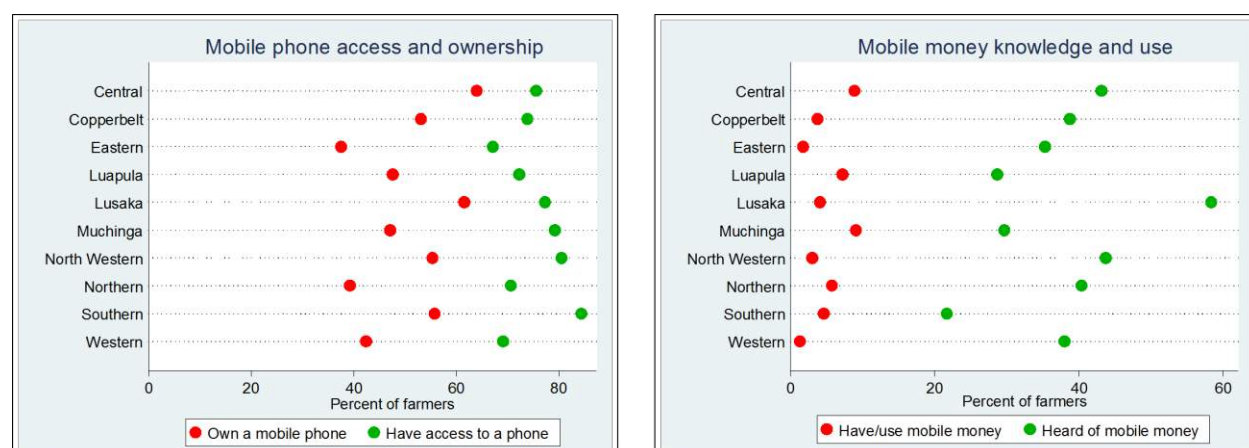 Mobile phone access and ownership
Central
Copperbelt
Eastern
Luapula
Lusaka
Muchinga
North Western
Northern
Southern
Western
0 20 40 60 80
Percent of farmers
Own a mobile phone Have access to a phone
Mobile money knowledge and use
Central
Copperbelt
Eastern
Luapula
Lusaka
Muchinga
North Western
Northern
Southern
Western
0 20 40 60
Percent of farmers
Have/use mobile money Heard of mobile money